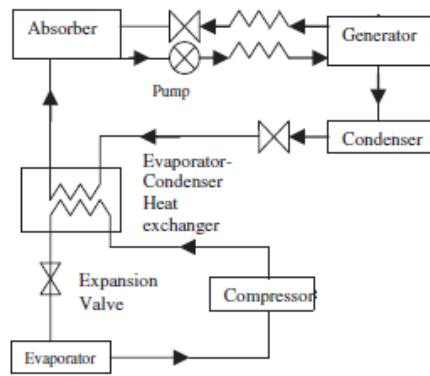 Absorber
Generator
Pump
Condenser
Evaporator-
Condenser
Heat
exchanger
Expansion
Valve
Compressor
Evaporator